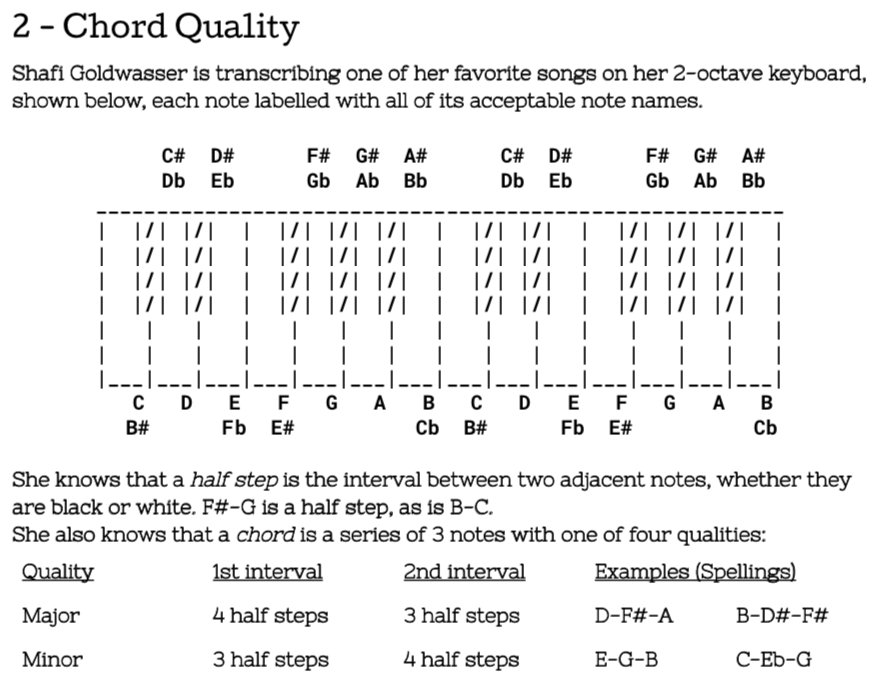 2 – Chord Quality
Shafi Goldwasser is transcribing one of her favorite songs on her 2-octave keyboard,
shown below, each note labelled with all of its acceptable note names.
C# D# F# G# A# C# D# F# G# A#
Db Eb Gb Ab Bb Db Eb Gb Ab Bb
C D E F G A B C D E F G A B
B# Fb E# Cb B# Fb E# Cb
She knows that a half step is the interval between two adjacent notes, whether they
are black or white. F#-G is a half step, as is B-C.
She also knows that a chord is a series of 3 notes with one of four qualities:
Quality 1st interval 2nd interval Examples (Spellings)
Major 4 half steps 3 half steps D-F#-A B-D#-F#
Minor 3 half steps 4 half steps E-G-B C-Eb-G